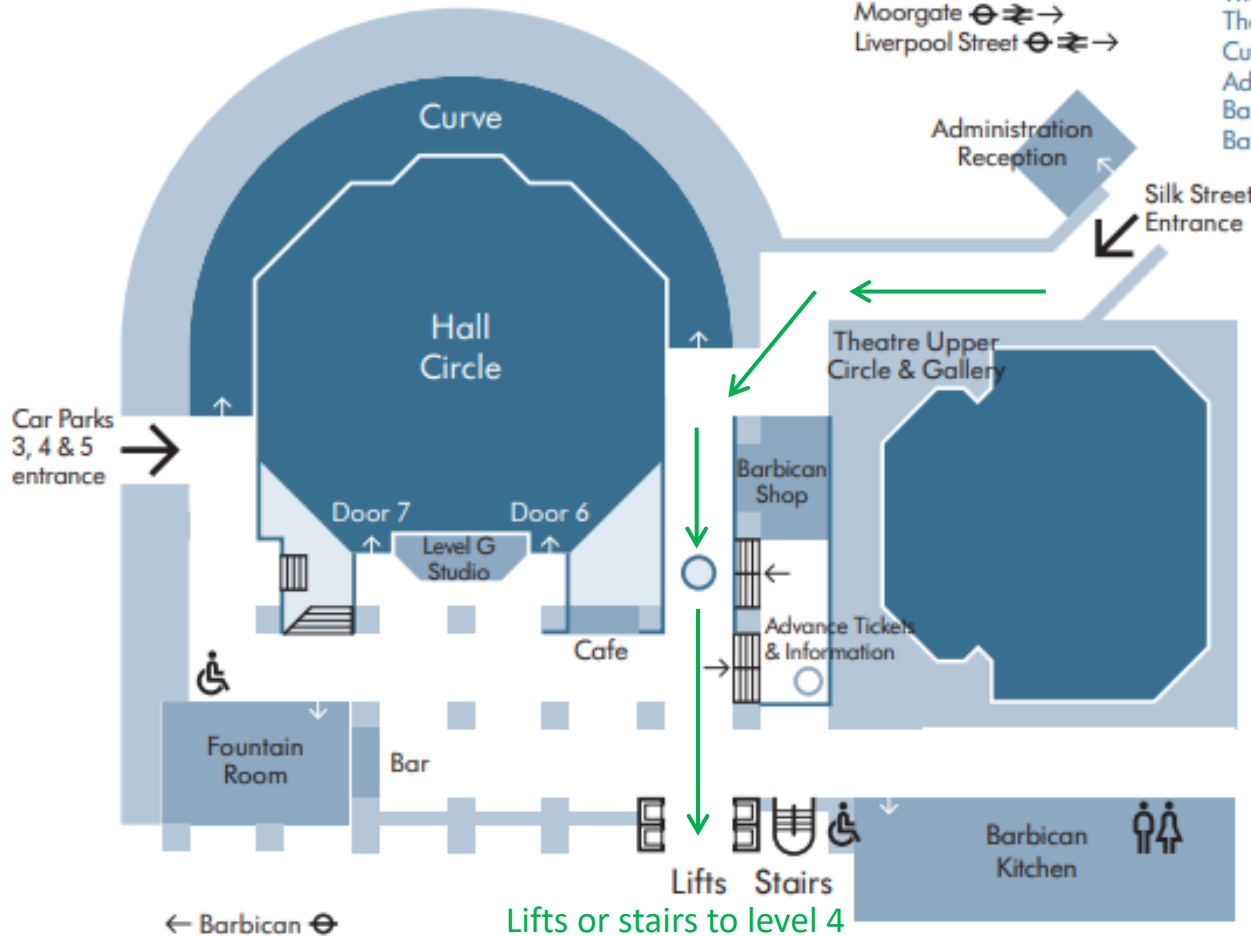 Moorgate
Liverpool Street
Curve
Administration
Reception
Silk Street
Entrance
Hall
Circle
Theatre Upper
Circle & Gallery
Car Parks
3, 4 & 5
entrance
Barbican
Shop
Door 7
Door 6
Level G
Studio
Advance Tickets
& Information
Cafe
Fountain
Room
Bar
Barbican
Kitchen
Lifts
Stairs
Lifts or stairs to level 4
← Barbican